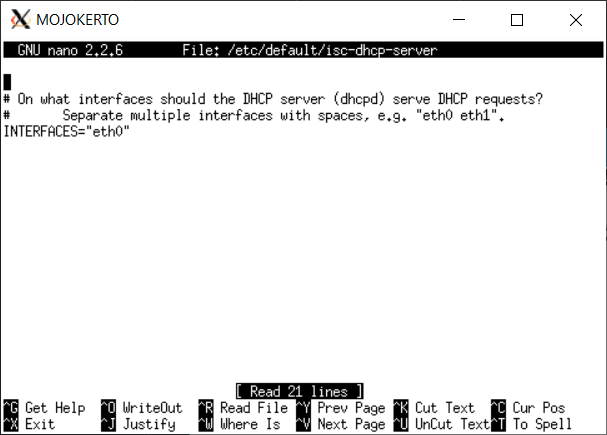 MOJOKERTO
GNU nano 2.2.6 File: /etc/default/isc-dhcp-server
# On what interfaces should the DHCP server (dhcpd) serve DHCP requests?
# Separate multiple interfaces with spaces, e.g. "eth0 eth1".
INTERFACES="eth0"
[ Read 21 lines ]
^G Get Help ^O WriteOut ^R Read File ^Y Prev Page ^K Cut Text ^C Cur Pos
^X Exit ^J Justify ^W Where Is ^V Next Page ^U UnCut Text ^T To Spell